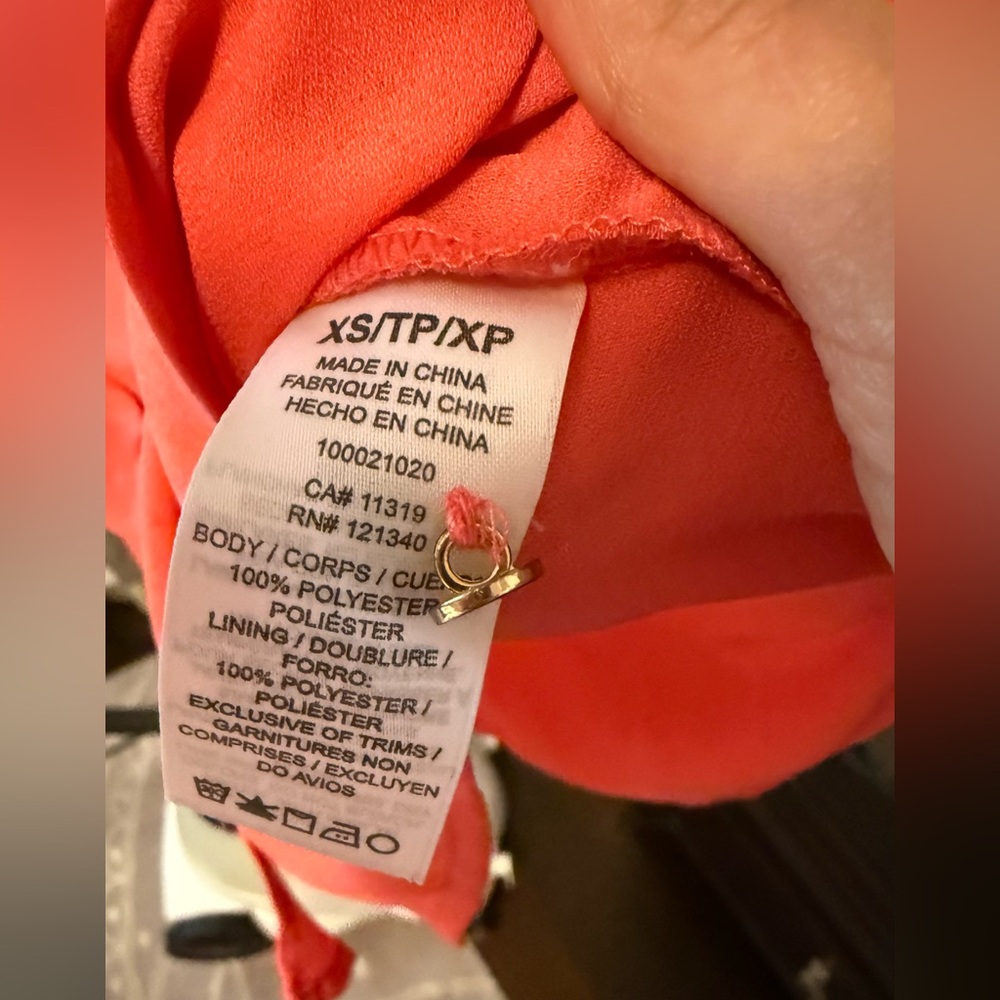 XS/TP/XP
MADE IN CHINA
FABRIQUÉ EN CHINE
HECHO EN CHINA
100021020
CA# 11319
RN# 121340
BODY / CORPS /
100% POLYESTER
POLIÉSTER
LINING / DOUBLURE /
FORRO:
100% POLYESTER /
POLIÉSTER
EXCLUSIVE OF TRIMS /
GARNITURES NON
COMPRISES / EXCLUYEN
DO AVIOS